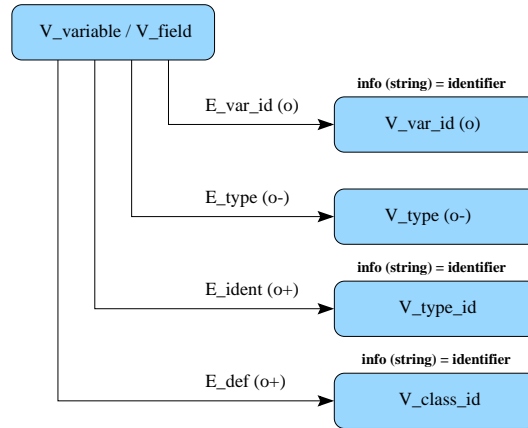 V_variable / V_field
info (string) = identifier
E_var_id (o)
V_var_id (o)
E_type (o-)
V_type (o-)
info (string) = identifier
E_ident (o+)
V_type_id
info (string) = identifier
E_def (o+)
V_class_id